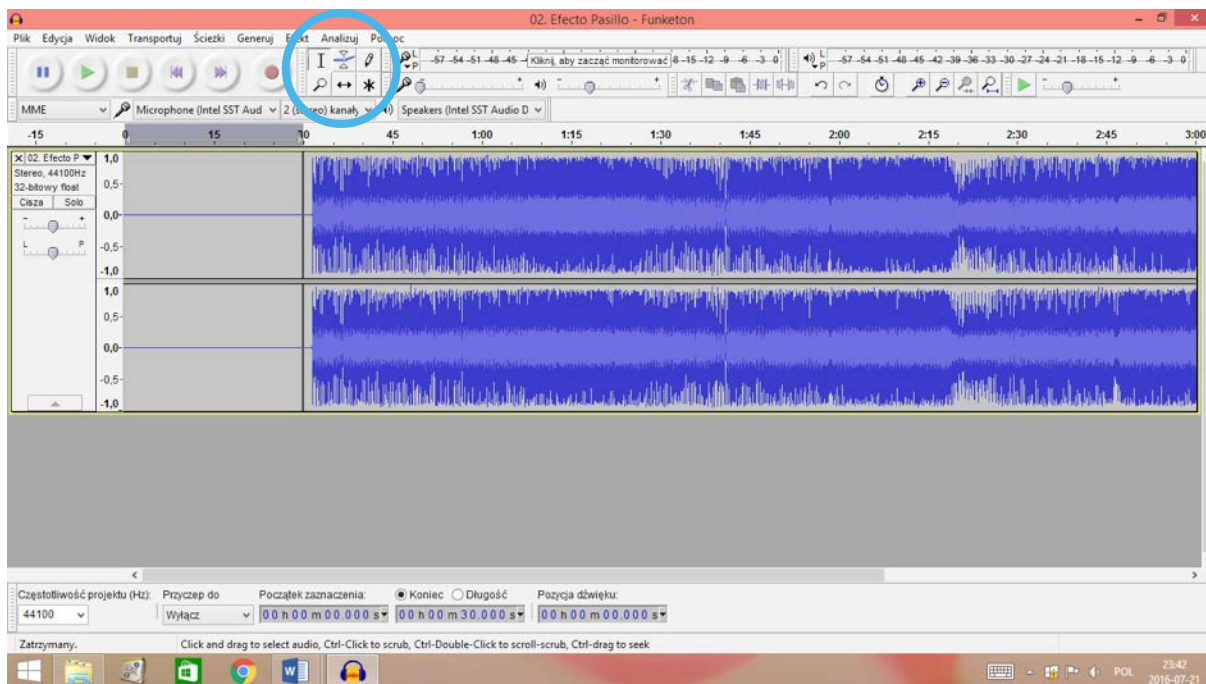 02. Efecto Pasillo - Funketon
Plik Edycja Widok Transportuj Ścieżki Generuj Efekt Analizuj Pomoc
L P -57 -54 -51 -48 -45 -4 Kliknij, aby zacząć monitorować 8 -15 -12 -9 -6 -3 0 L P -57 -54 -51 -48 -45 -42 -39 -36 -33 -30 -27 -24 -21 -18 -15 -12 -9 -6 -3 0
MME Microphone (Intel SST Aud 2 (stereo) kanały Speakers (Intel SST Audio D
-15 0 15 30 45 1:00 1:15 1:30 1:45 2:00 2:15 2:30 2:45 3:00
02. Efecto P 1,0
Stereo, 44100Hz
32-bitowy float 0,5
Cisza Solo
- + 0,0
L P -0,5
-1,0
1,0
0,5
0,0
-0,5
-1,0
Częstotliwość projektu (Hz): Przyczep do Początek zaznaczenia: Koniec Długość Pozycja dźwięku:
44100 Wyłącz 00 h 00 m 00.000 s 00 h 00 m 30.000 s 00 h 00 m 00.000 s
Zatrzymany. Click and drag to select audio, Ctrl-Click to scrub, Ctrl-Double-Click to scroll-scrub, Ctrl-drag to seek
POL 23:42
2016-07-21